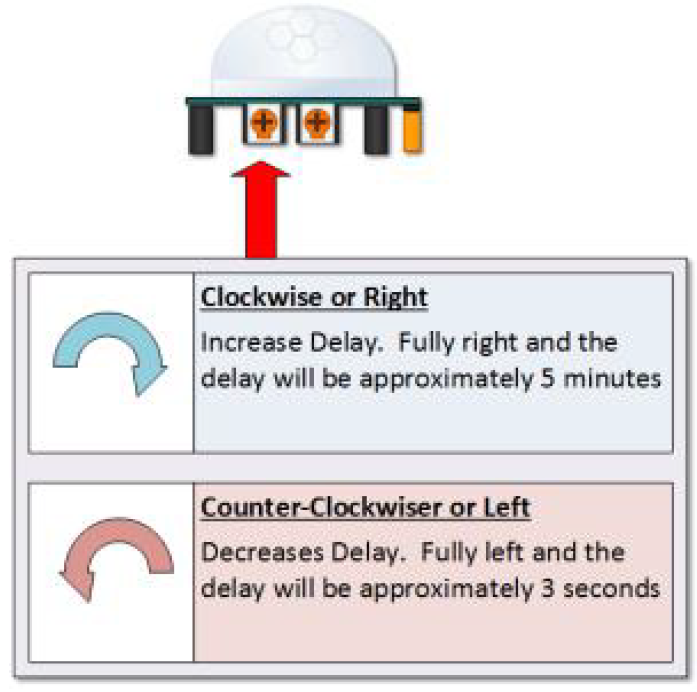 Clockwise or Right
Increase Delay.  Fully right and the
delay will be approximately 5 minutes
Counter-Clockwiser or Left
Decreases Delay.  Fully left and the
delay will be approximately 3 seconds